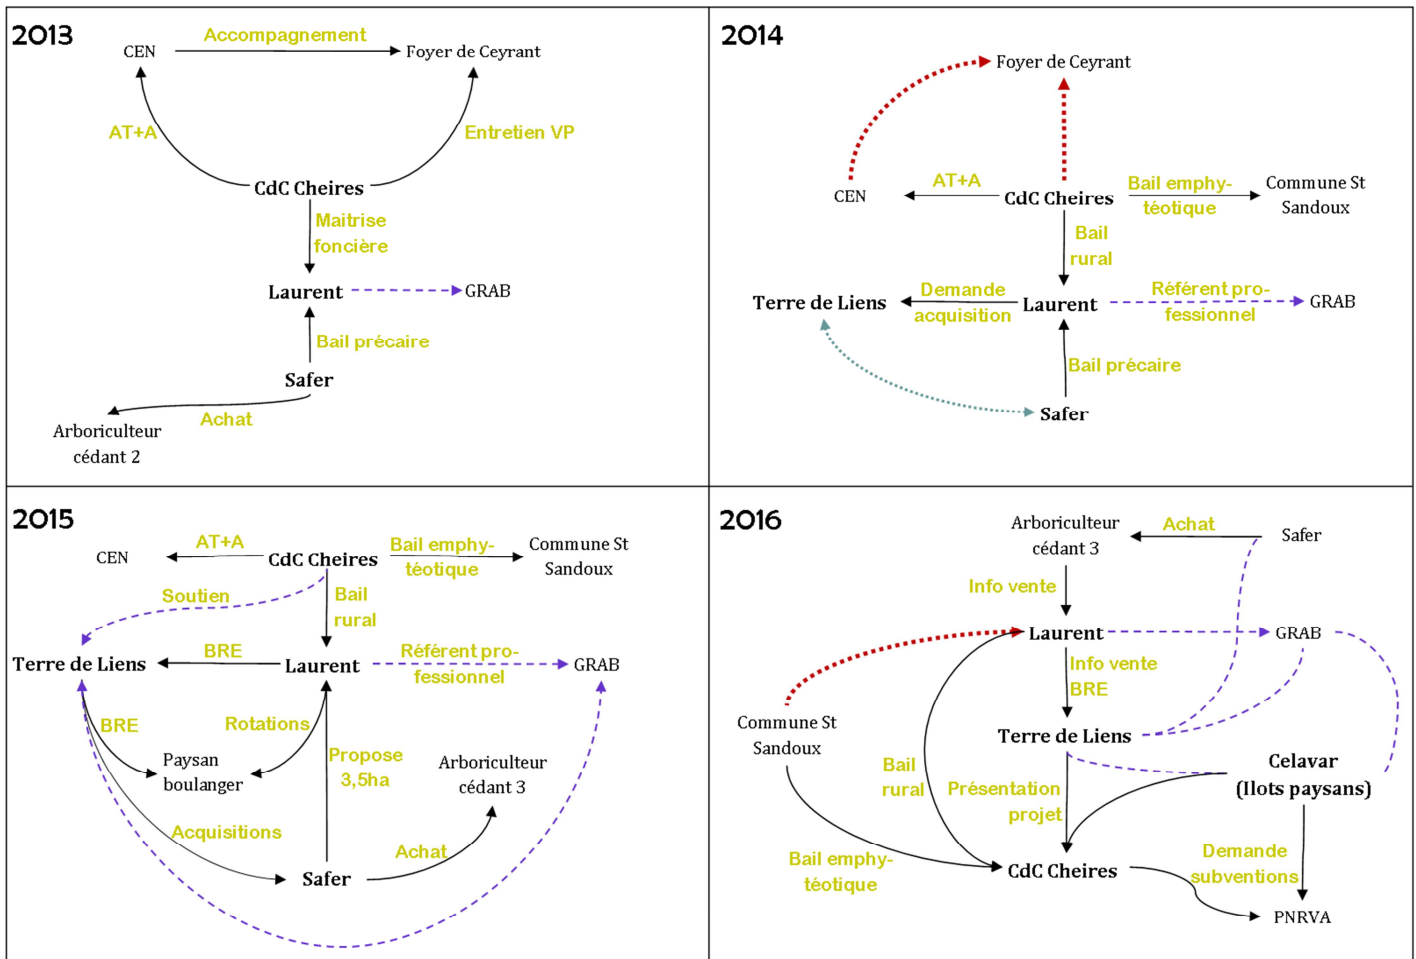 2013
Accompagnement
CEN
Foyer de Ceyrant
AT+A
Entretien VP
CdC Cheires
Maitrise
foncière
Laurent
GRAB
Bail précaire
Safer
Achat
Arboriculteur
cédant 2
2014
Foyer de Ceyrant
CEN
AT+A
CdC Cheires
Bail emphy-
téotique
Commune St
Sandoux
Bail
rural
Terre de Liens
Demande
acquisition
Laurent
Référent pro-
fessionnel
GRAB
Bail précaire
Safer
2015
CEN
AT+A
CdC Cheires
Bail emphy-
téotique
Commune St
Sandoux
Soutien
Bail
rural
Terre de Liens
BRE
Laurent
Référent pro-
fessionnel
GRAB
BRE
Rotations
Paysan
boulanger
Propose
3,5ha
Arboriculteur
cédant 3
Acquisitions
Achat
Safer
2016
Arboriculteur
cédant 3
Achat
Safer
Info vente
Laurent
GRAB
Info vente
BRE
Commune St
Sandoux
Terre de Liens
Bail
rural
Présentation
projet
Celavar
(Ilots paysans)
Bail emphy-
téotique
CdC Cheires
Demande
subventions
PNRVA